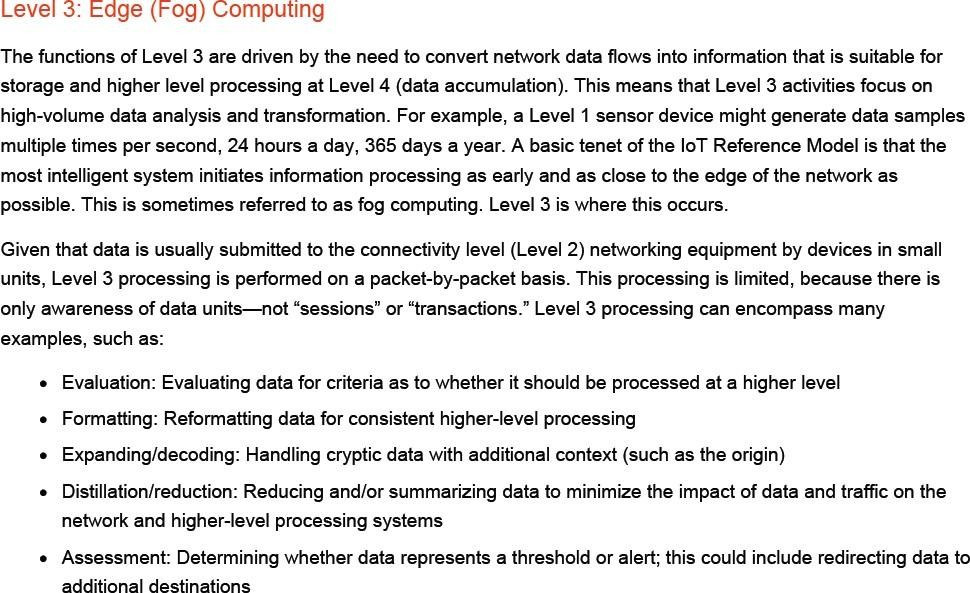 Level 3: Edge (Fog) Computing
The functions of Level 3 are driven by the need to convert network data flows into information that is suitable for
storage and higher level processing at Level 4 (data accumulation). This means that Level 3 activities focus on
high-volume data analysis and transformation. For example, a Level 1 sensor device might generate data samples
multiple times per second, 24 hours a day, 365 days a year. A basic tenet of the IoT Reference Model is that the
most intelligent system initiates information processing as early and as close to the edge of the network as
possible. This is sometimes referred to as fog computing. Level 3 is where this occurs.
Given that data is usually submitted to the connectivity level (Level 2) networking equipment by devices in small
units, Level 3 processing is performed on a packet-by-packet basis. This processing is limited, because there is
only awareness of data units—not “sessions” or “transactions.” Level 3 processing can encompass many
examples, such as:
• Evaluation: Evaluating data for criteria as to whether it should be processed at a higher level
• Formatting: Reformatting data for consistent higher-level processing
• Expanding/decoding: Handling cryptic data with additional context (such as the origin)
• Distillation/reduction: Reducing and/or summarizing data to minimize the impact of data and traffic on the
network and higher-level processing systems
• Assessment: Determining whether data represents a threshold or alert; this could include redirecting data to
additional destinations